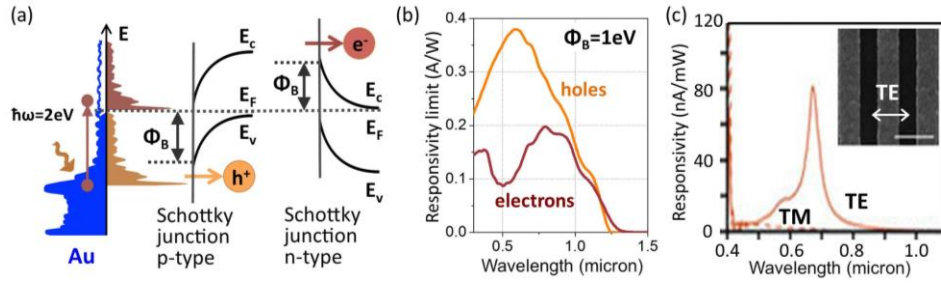 (a)
E
E_c
e⁻
Φ_B
E_F
E_c
ħω=2eV
Φ_B
E_v
E_F
h⁺
E_v
Au
Schottky
junction
p-type
Schottky
junction
n-type
(b)
Responsivity limit (A/W)
0.4
0.3
0.2
0.1
0.0
Φ_B=1eV
holes
electrons
0.5
1.0
1.5
Wavelength (micron)
(c)
Responsivity (nA/mW)
120
80
40
0
TE
TM
TE
0.4
0.6
0.8
1.0
Wavelength (micron)